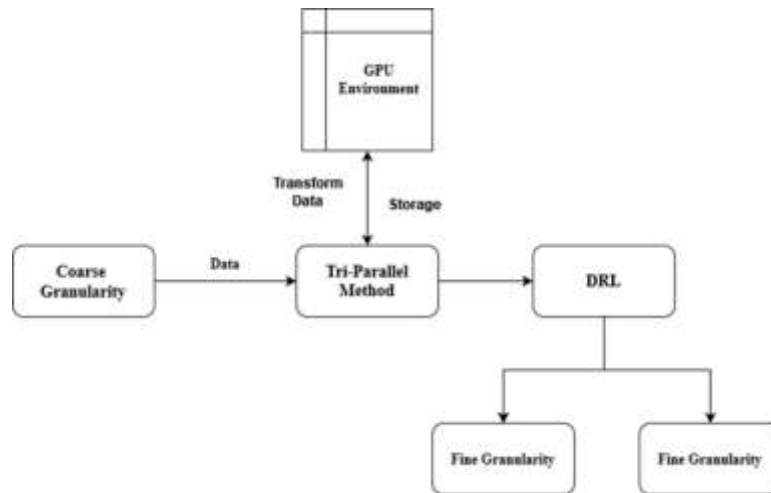 GPU
Environment
Transform
Data
Storage
Coarse
Granularity
Data
Tri-Parallel
Method
DRL
Fine Granularity
Fine Granularity